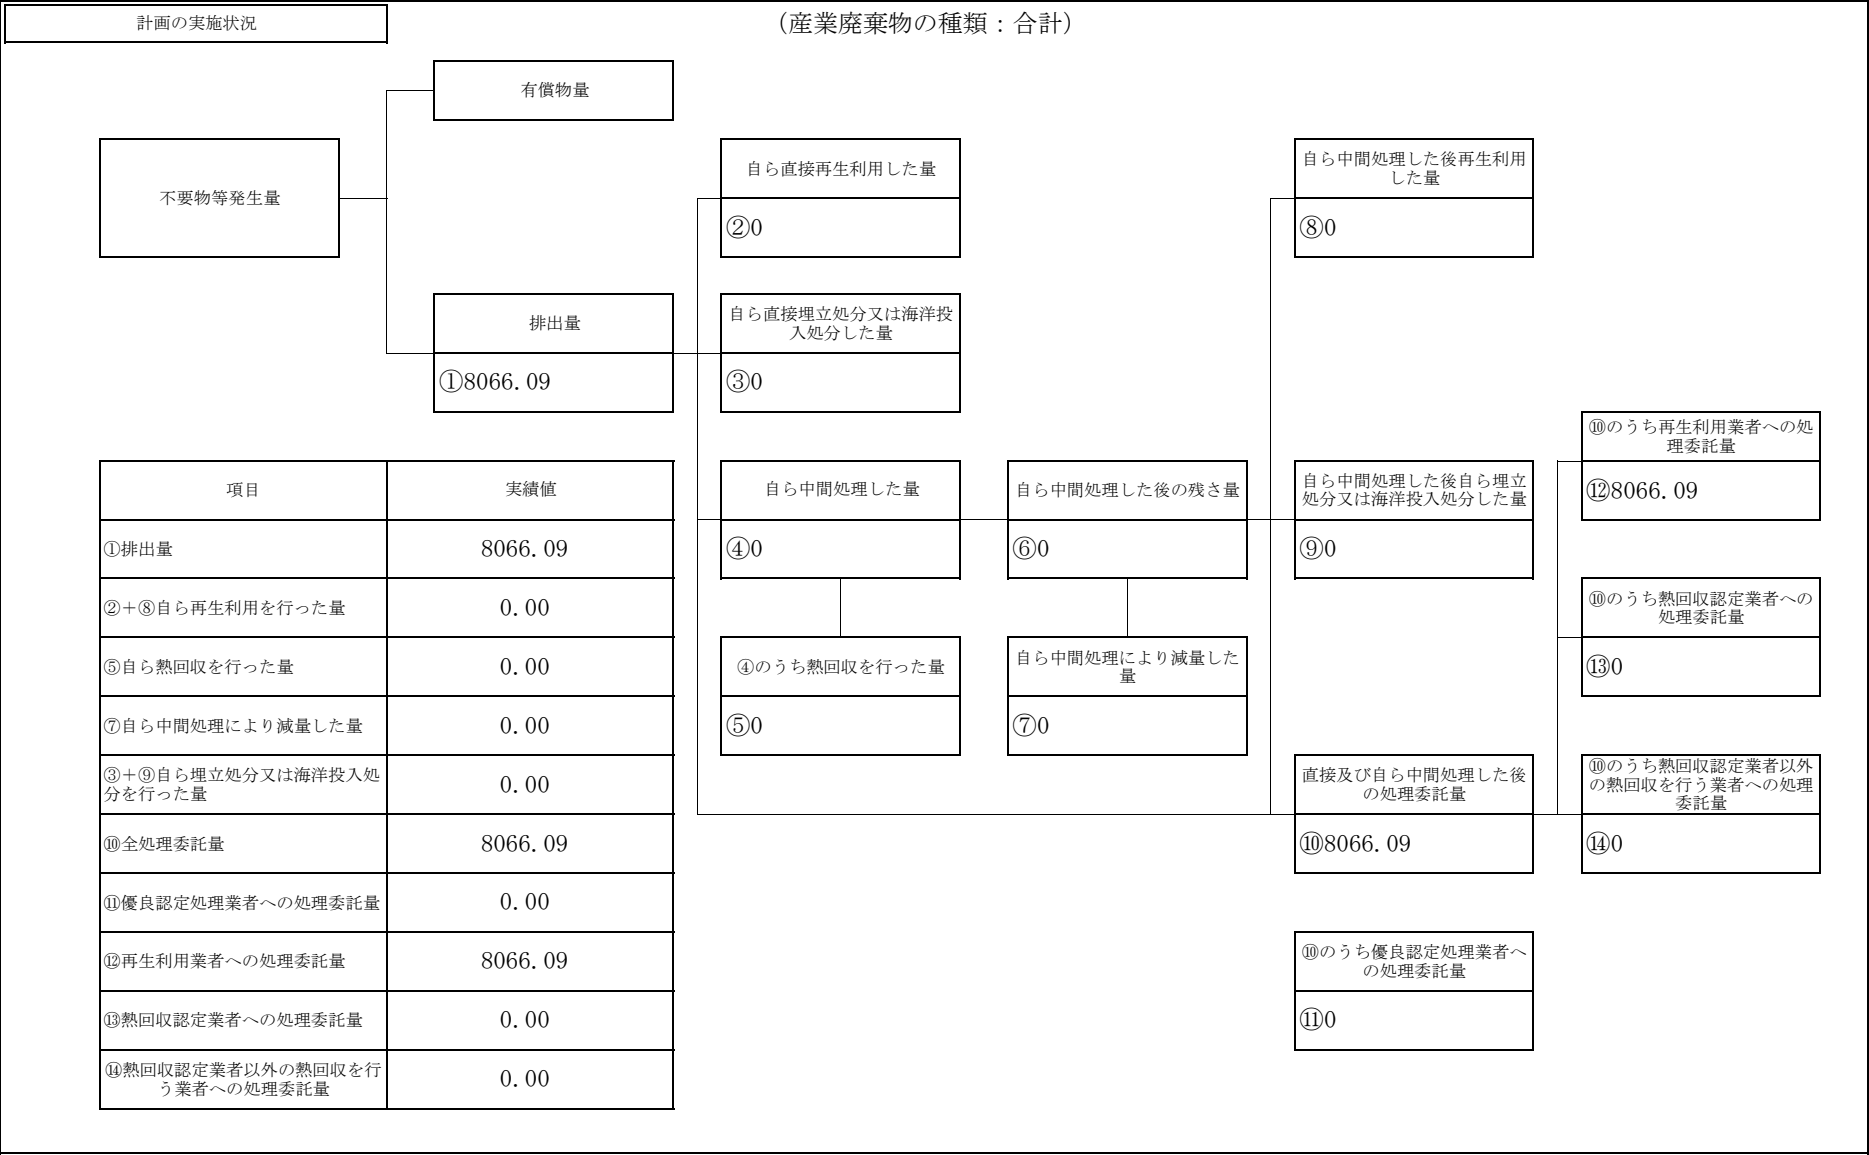 計画の実施状況
（産業廃棄物の種類：合計）
有償物量
不要物等発生量
自ら直接再生利用した量
②0
自ら中間処理した後再生利用
した量
⑧0
排出量
①8066.09
自ら直接埋立処分又は海洋投
入処分した量
③0
⑩のうち再生利用業者への処
理委託量
⑫8066.09
項目
実績値
①排出量
8066.09
②＋⑧自ら再生利用を行った量
0.00
⑤自ら熱回収を行った量
0.00
⑦自ら中間処理により減量した量
0.00
③＋⑨自ら埋立処分又は海洋投入処
分を行った量
0.00
⑩全処理委託量
8066.09
⑪優良認定処理業者への処理委託量
0.00
⑫再生利用業者への処理委託量
8066.09
⑬熱回収認定業者への処理委託量
0.00
⑭熱回収認定業者以外の熱回収を行
う業者への処理委託量
0.00
自ら中間処理した量
④0
自ら中間処理した後の残さ量
⑥0
自ら中間処理した後自ら埋立
処分又は海洋投入処分した量
⑨0
⑩のうち熱回収認定業者への
処理委託量
⑬0
④のうち熱回収を行った量
⑤0
自ら中間処理により減量した
量
⑦0
直接及び自ら中間処理した後
の処理委託量
⑩8066.09
⑩のうち熱回収認定業者以外
の熱回収を行う業者への処理
委託量
⑭0
⑩のうち優良認定処理業者へ
の処理委託量
⑪0